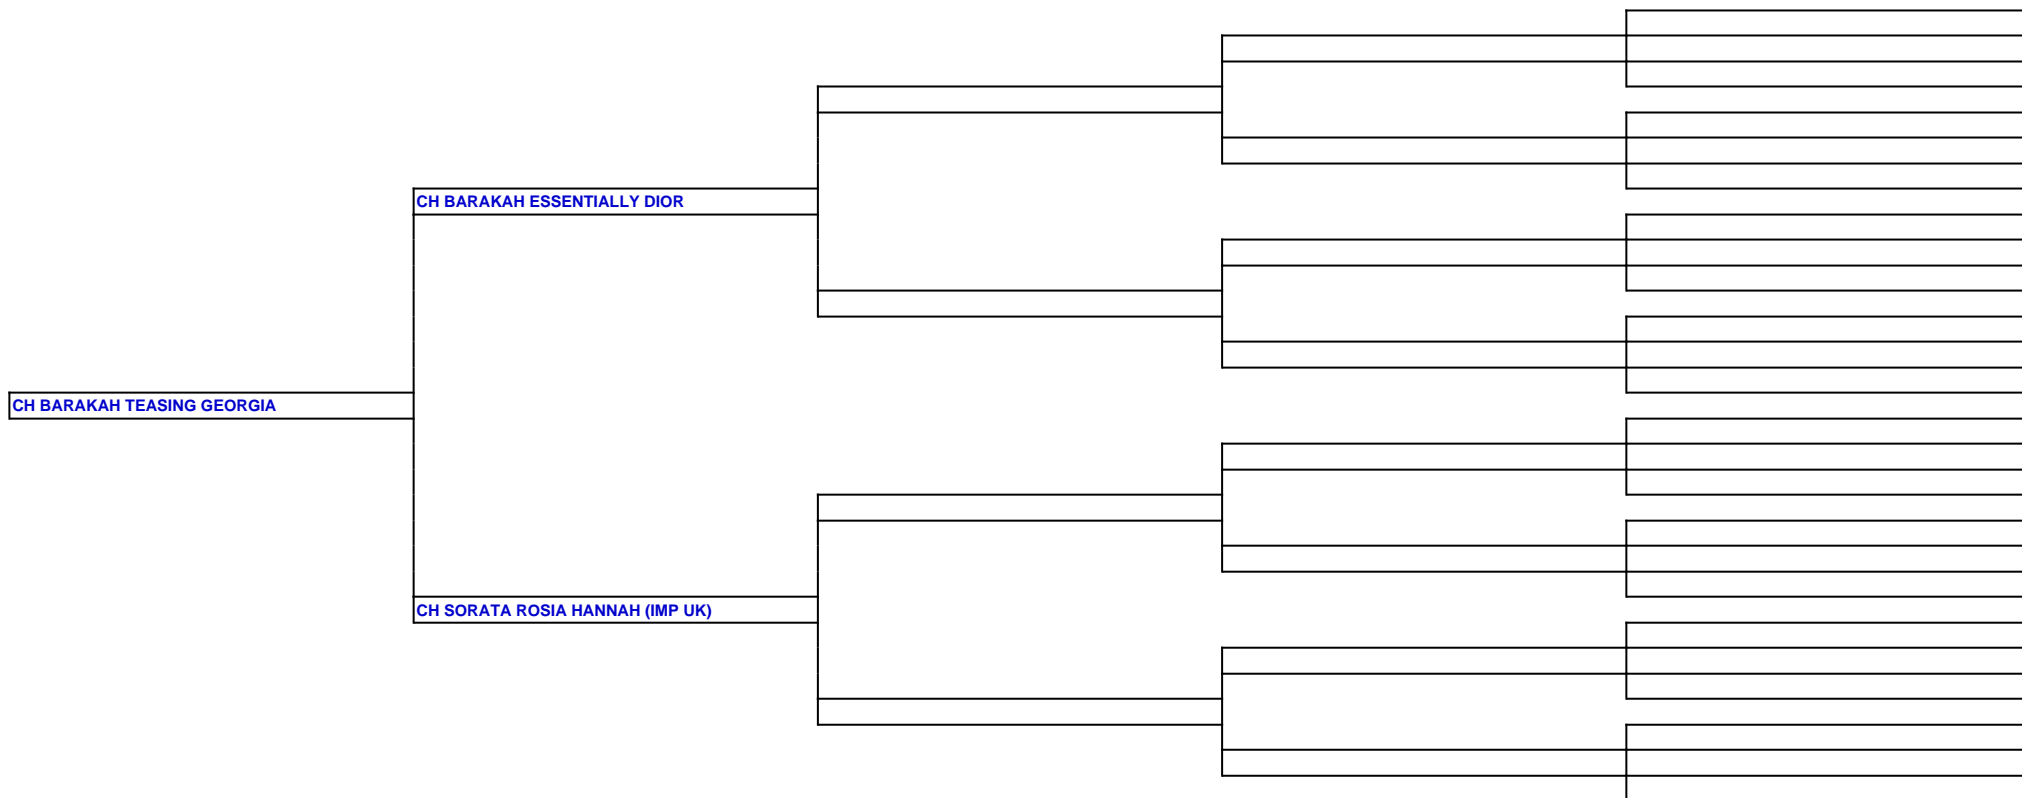 CH BARAKAH ESSENTIALLY DIOR
CH BARAKAH TEASING GEORGIA
CH SORATA ROSIA HANNAH (IMP UK)